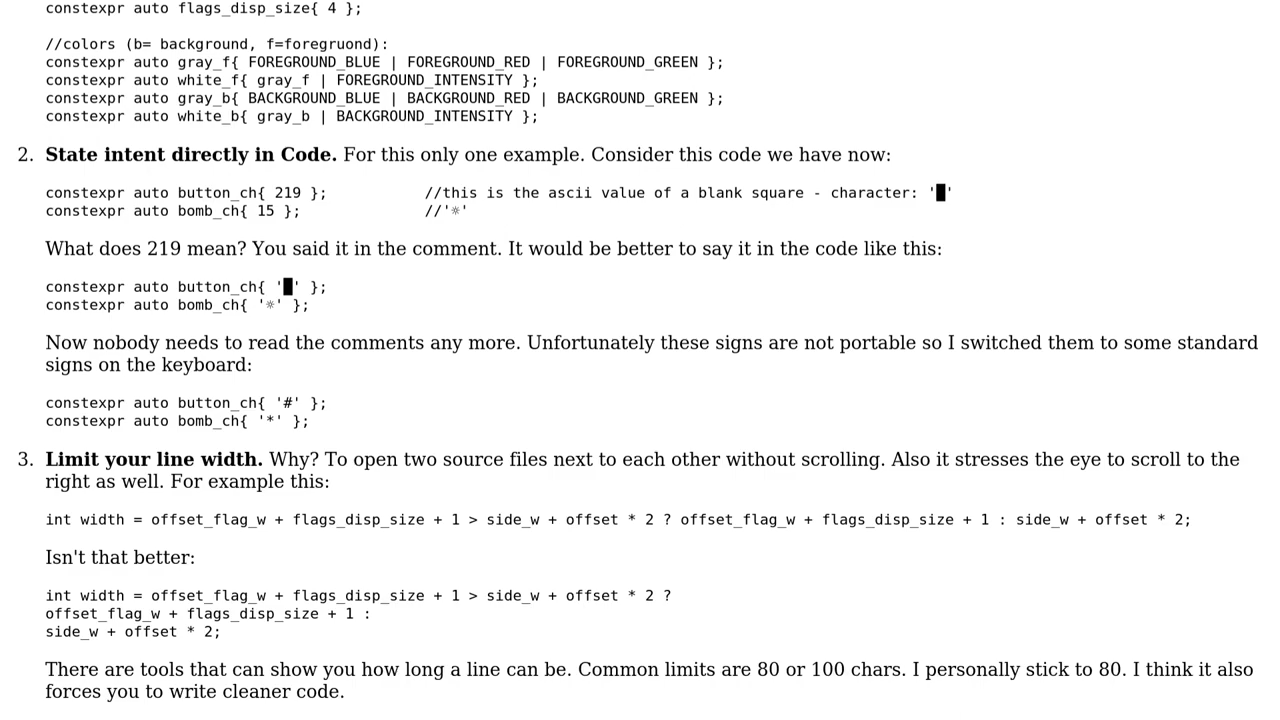 constexpr auto flags_disp_size{ 4 };
//colors (b= background, f=foregruond):
constexpr auto gray_f{ FOREGROUND_BLUE | FOREGROUND_RED | FOREGROUND_GREEN };
constexpr auto white_f{ gray_f | FOREGROUND_INTENSITY };
constexpr auto gray_b{ BACKGROUND_BLUE | BACKGROUND_RED | BACKGROUND_GREEN };
constexpr auto white_b{ gray_b | BACKGROUND_INTENSITY };
2. State intent directly in Code. For this only one example. Consider this code we have now:
constexpr auto button_ch{ 219 };           //this is the ascii value of a blank square - character: '█'
constexpr auto bomb_ch{ 15 };              //'☼'
What does 219 mean? You said it in the comment. It would be better to say it in the code like this:
constexpr auto button_ch{ '█' };
constexpr auto bomb_ch{ '☼' };
Now nobody needs to read the comments any more. Unfortunately these signs are not portable so I switched them to some standard
signs on the keyboard:
constexpr auto button_ch{ '#' };
constexpr auto bomb_ch{ '*' };
3. Limit your line width. Why? To open two source files next to each other without scrolling. Also it stresses the eye to scroll to the
right as well. For example this:
int width = offset_flag_w + flags_disp_size + 1 > side_w + offset * 2 ? offset_flag_w + flags_disp_size + 1 : side_w + offset * 2;
Isn't that better:
int width = offset_flag_w + flags_disp_size + 1 > side_w + offset * 2 ?
offset_flag_w + flags_disp_size + 1 :
side_w + offset * 2;
There are tools that can show you how long a line can be. Common limits are 80 or 100 chars. I personally stick to 80. I think it also
forces you to write cleaner code.